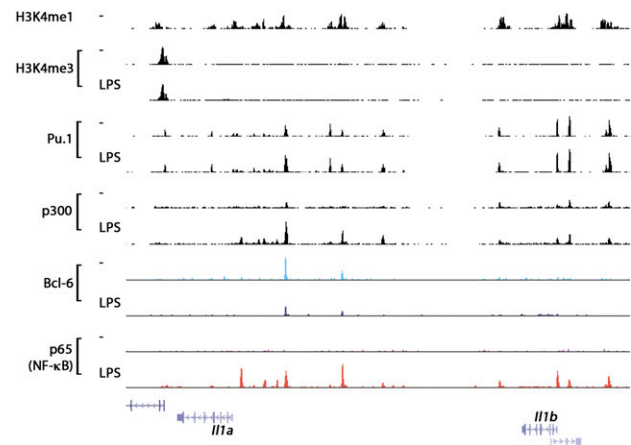 H3K4me1 -
H3K4me3 -
LPS
Pu.1 -
LPS
p300 -
LPS
Bcl-6 -
LPS
p65 -
(NF-κB)
LPS
Il1a
Il1b